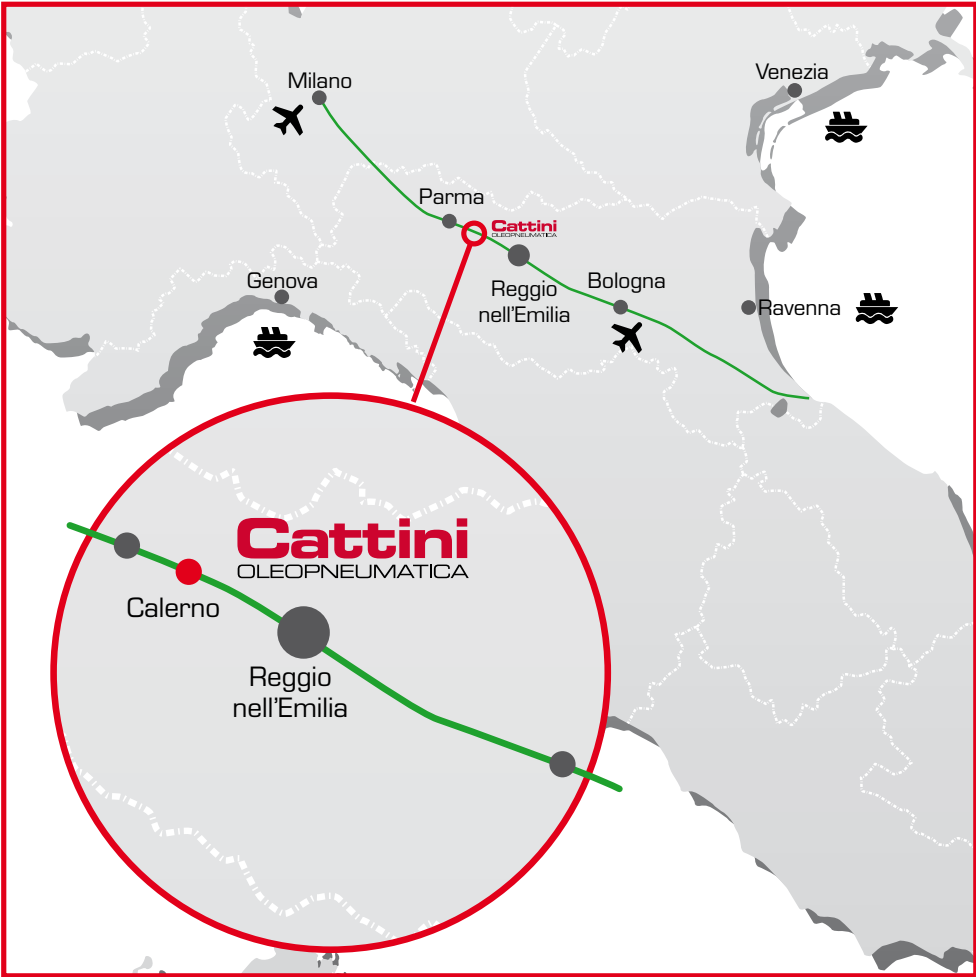 Milano
Venezia
Parma
Cattini
OLEOPNEUMATICA
Genova
Reggio
nell'Emilia
Bologna
Ravenna
Cattini
OLEOPNEUMATICA
Calerno
Reggio
nell'Emilia